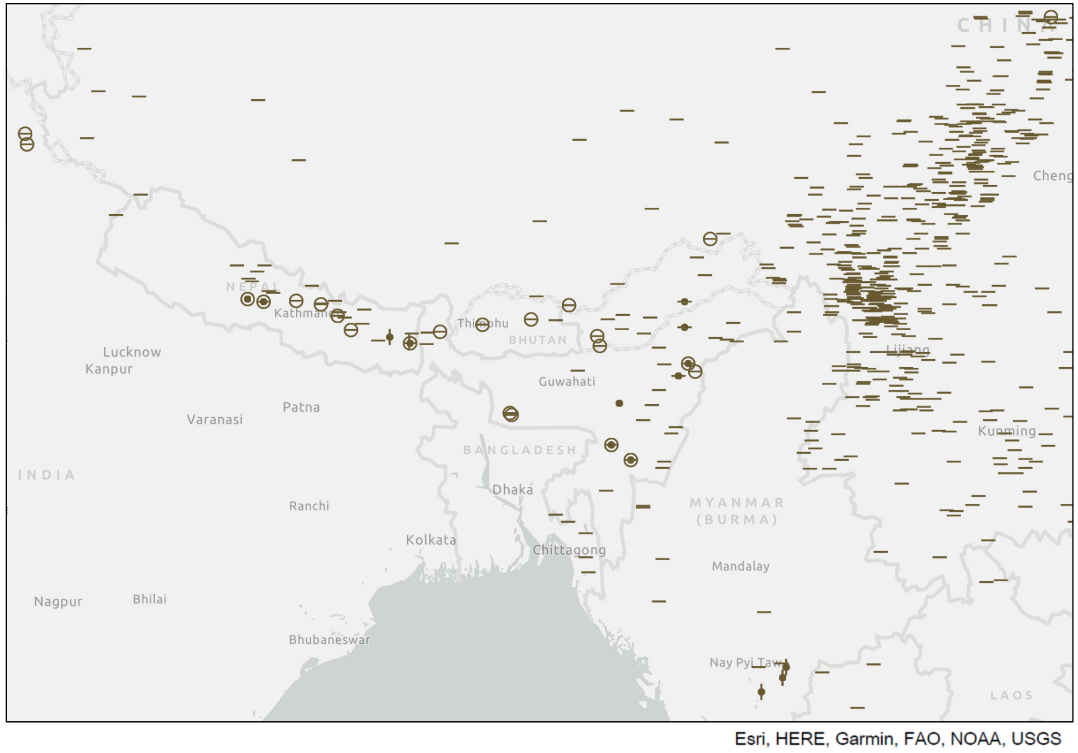 CHINA
Cheng
NEPAL
Kathmandu
Thimphu
BHUTAN
Lucknow
Kanpur
Guwahati
Lijiang
Patna
Varanasi
Kunming
BANGLADESH
INDIA
Dhaka
Ranchi
MYANMAR
(BURMA)
Kolkata
Chittagong
Mandalay
Nagpur
Bhilai
Bhubaneswar
Nay Pyi Taw
LAOS
Esri, HERE, Garmin, FAO, NOAA, USGS